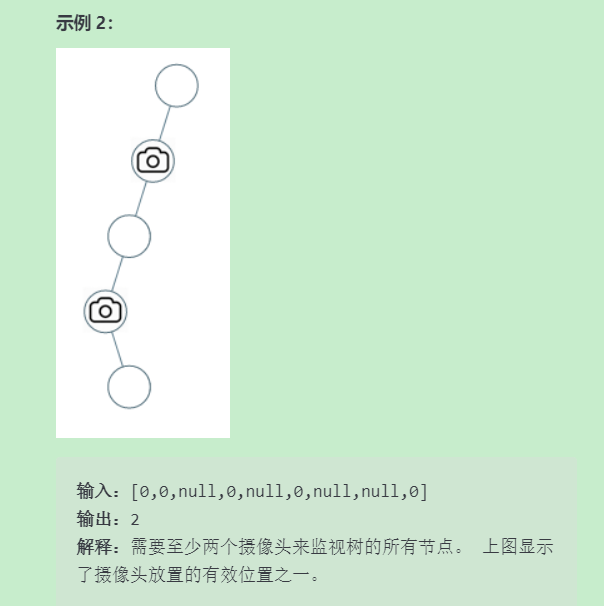 示例 2：
输入：[0,0,null,0,null,0,null,null,0]
输出：2
解释：需要至少两个摄像头来监视树的所有节点。 上图显示
了摄像头放置的有效位置之一。